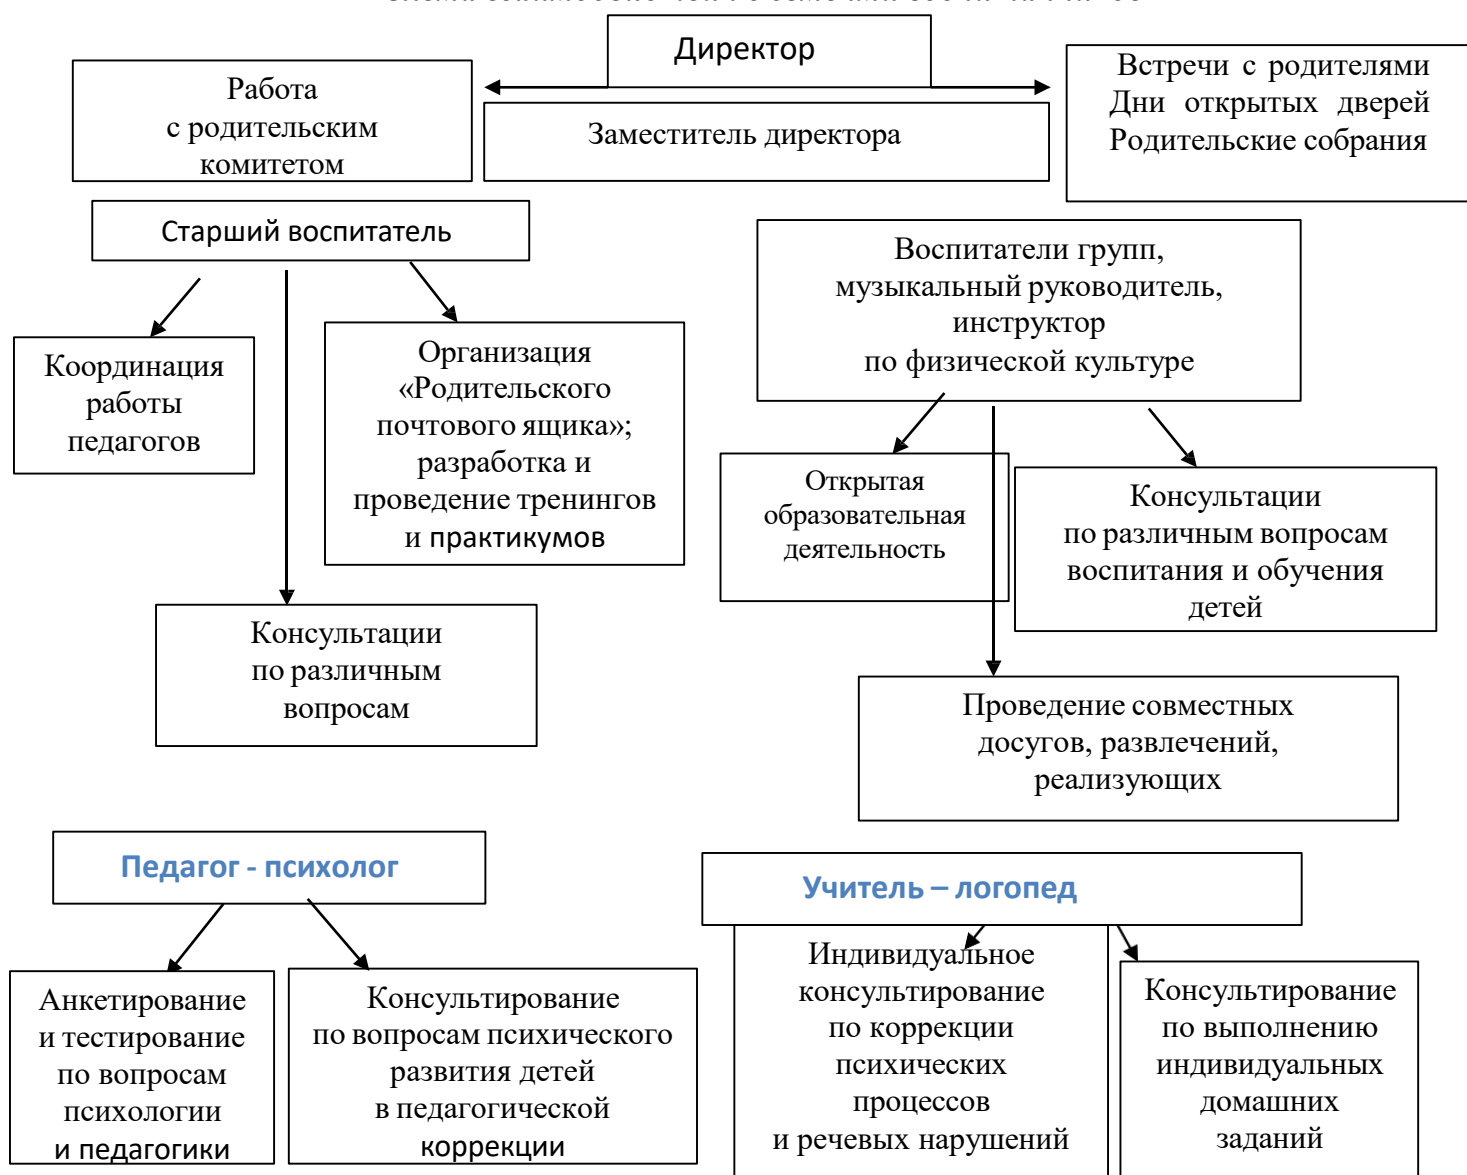 Директор
Работа
с родительским
комитетом
Заместитель директора
Встречи с родителями
Дни открытых дверей
Родительские собрания
Старший воспитатель
Воспитатели групп,
музыкальный руководитель,
инструктор
по физической культуре
Координация
работы
педагогов
Организация
«Родительского
почтового ящика»;
разработка и
проведение тренингов
и практикумов
Открытая
образовательная
деятельность
Консультации
по различным вопросам
воспитания и обучения
детей
Консультации
по различным
вопросам
Проведение совместных
досугов, развлечений,
реализующих
Педагог - психолог
Учитель – логопед
Анкетирование
и тестирование
по вопросам
психологии
и педагогики
Консультирование
по вопросам психического
развития детей
в педагогической
коррекции
Индивидуальное
консультирование
по коррекции
психических
процессов
и речевых нарушений
Консультирование
по выполнению
индивидуальных
домашних
заданий